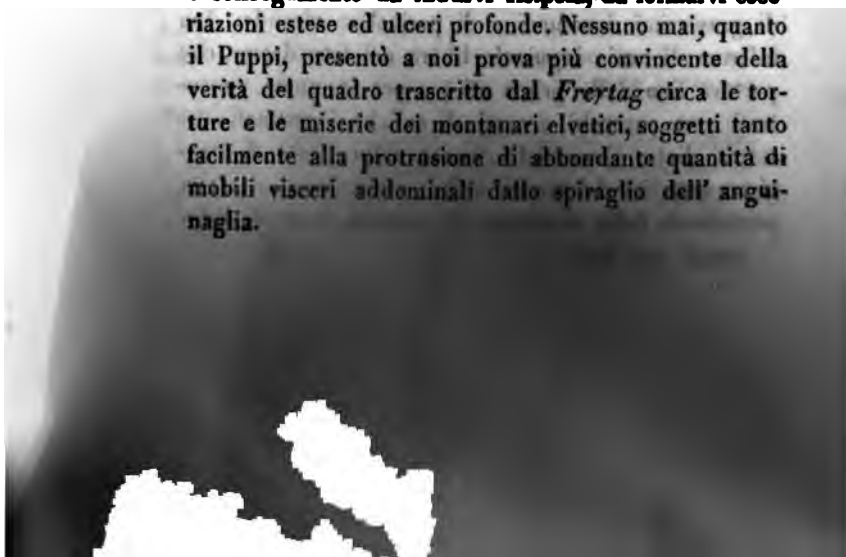 riazioni estese ed ulceri profonde. Nessuno mai, quanto
il Puppi, presentò a noi prova più convincente della
verità del quadro trascritto dal Frertag circa le tor-
ture e le miserie dei montanari elvetici, soggetti tanto
facilmente alla protrusione di abbondante quantità di
mobili visceri addominali dallo spiraglio dell' angui-
naglia.